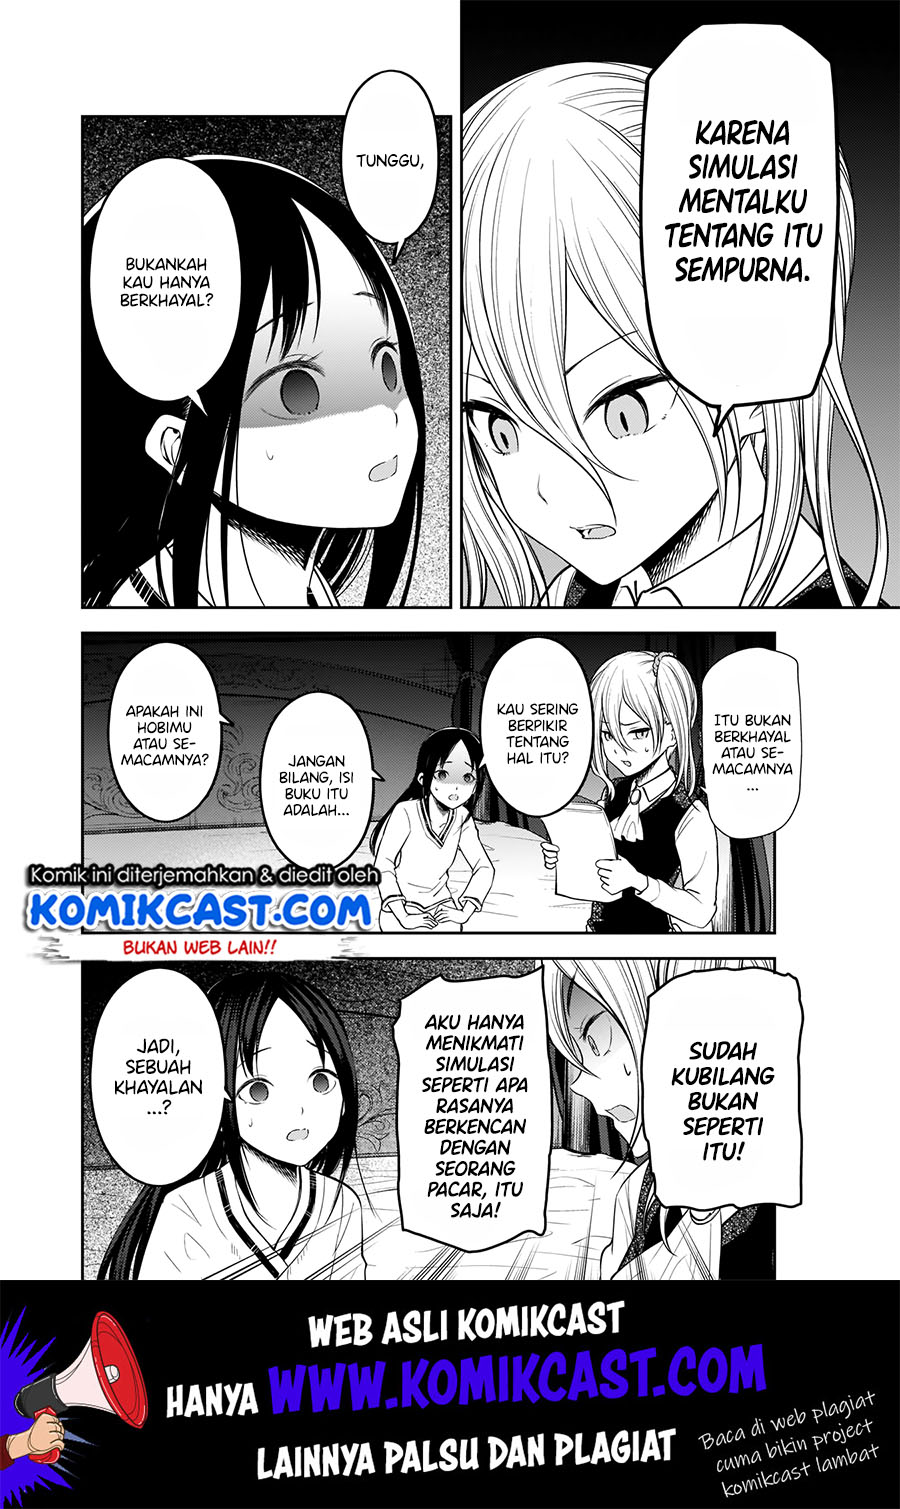 KARENA
SIMULASI
MENTALKU
TENTANG ITU
SEMPURNA.
TUNGGU,
BUKANKAH
KAU HANYA
BERKHAYAL?
ITU BUKAN
BERKHAYAL
ATAU SE-
MACAMNYA
...
KAU SERING
BERPIKIR
TENTANG
HAL ITU?
JANGAN
BILANG, ISI
BUKU ITU
ADALAH...
APAKAH INI
HOBIMU
ATAU SE-
MACAMNYA?
Komik ini diterjemahkan & diedit oleh
KOMIKCAST.COM
BUKAN WEB LAIN!!
SUDAH
KUBILANG
BUKAN
SEPERTI
ITU!
AKU HANYA
MENIKMATI
SIMULASI
SEPERTI APA
RASANYA
BERKENCAN
DENGAN
SEORANG
PACAR, ITU
SAJA!
JADI,
SEBUAH
KHAYALAN
...?
WEB ASLI KOMIKCAST
HANYA WWW.KOMIKCAST.COM
LAINNYA PALSU DAN PLAGIAT
Baca di web plagiat
cuma bikin project
komikcast lambat